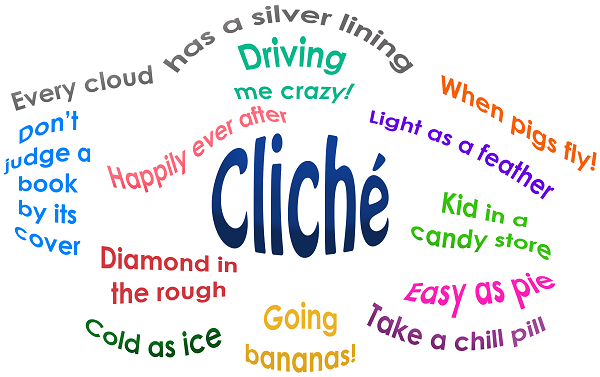 Every cloud has a silver lining
Driving
me crazy!
When pigs fly!
Don't
judge a
book
by its
cover
Happily ever after
Light as a feather
Cliché
Kid in a
candy store
Diamond in
the rough
Easy as pie
Cold as ice
Going
bananas!
Take a chill pill